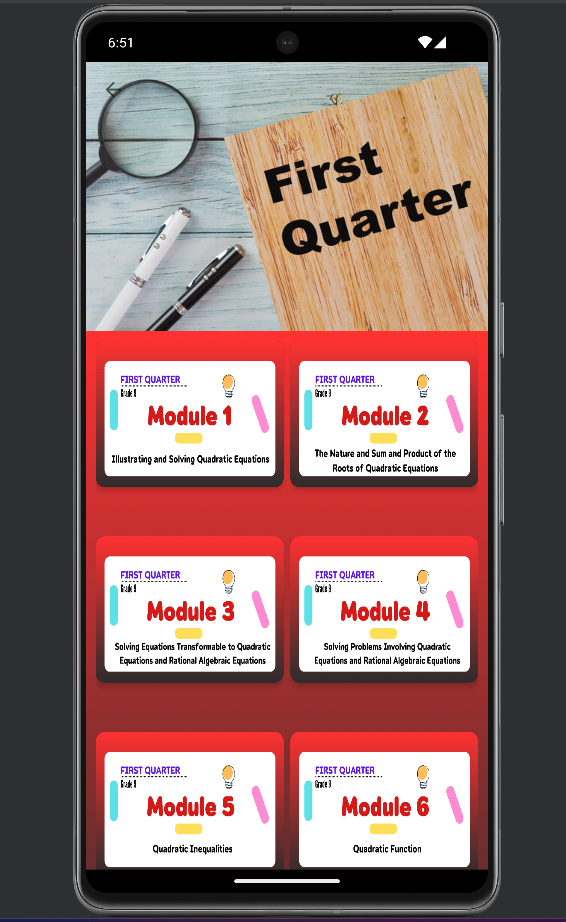 6:51
First
Quarter
FIRST QUARTER
Grade 9
Module 1
Illustrating and Solving Quadratic Equations
FIRST QUARTER
Grade 9
Module 2
The Nature and Sum and Product of the
Roots of Quadratic Equations
FIRST QUARTER
Grade 9
Module 3
Solving Equations Transformable to Quadratic
Equations and Rational Algebraic Equations
FIRST QUARTER
Grade 9
Module 4
Solving Problems Involving Quadratic
Equations and Rational Algebraic Equations
FIRST QUARTER
Grade 9
Module 5
Quadratic Inequalities
FIRST QUARTER
Grade 9
Module 6
Quadratic Function